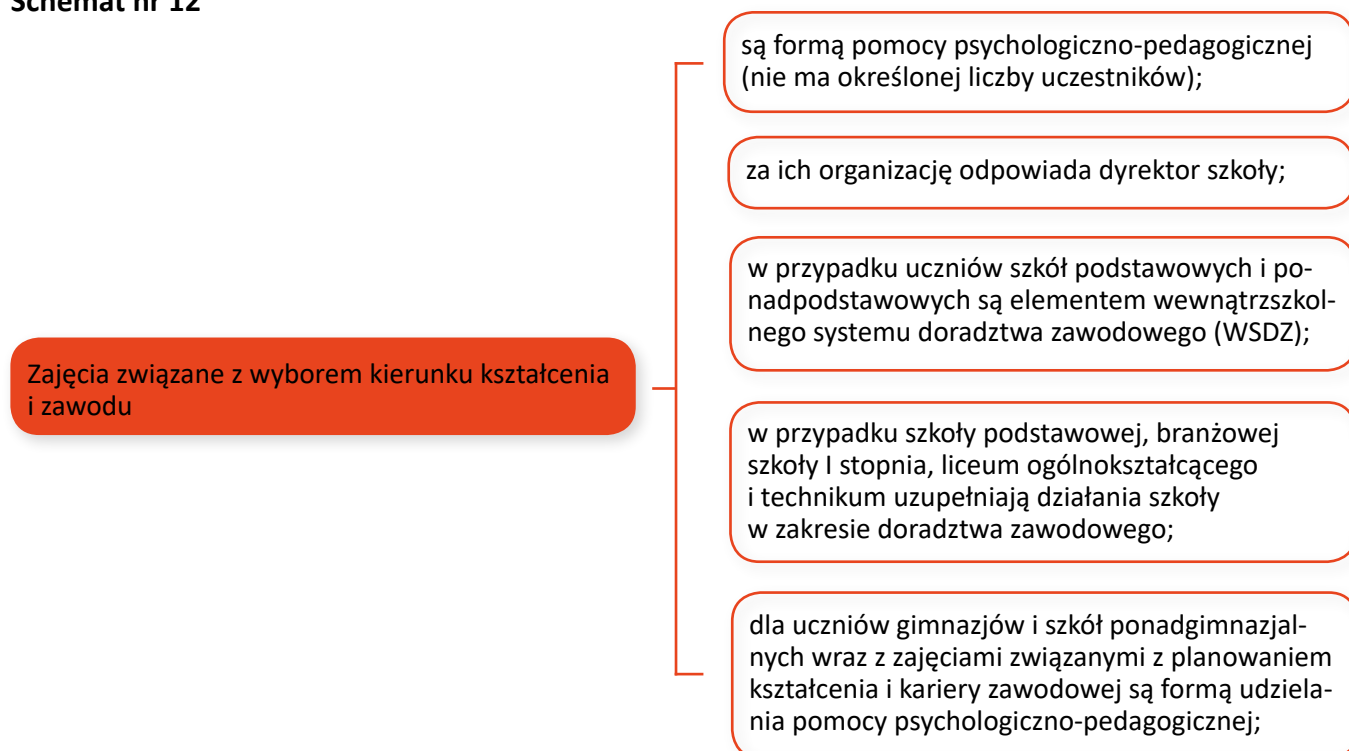 Schemat nr 12
są formą pomocy psychologiczno-pedagogicznej
(nie ma określonej liczby uczestników);
za ich organizację odpowiada dyrektor szkoły;
w przypadku uczniów szkół podstawowych i po-
nadpodstawowych są elementem wewnątrzszkol-
nego systemu doradztwa zawodowego (WSDZ);
Zajęcia związane z wyborem kierunku kształcenia
i zawodu
w przypadku szkoły podstawowej, branżowej
szkoły I stopnia, liceum ogólnokształcącego
i technikum uzupełniają działania szkoły
w zakresie doradztwa zawodowego;
dla uczniów gimnazjów i szkół ponadgimnazjal-
nych wraz z zajęciami związanymi z planowaniem
kształcenia i kariery zawodowej są formą udziela-
nia pomocy psychologiczno-pedagogicznej;